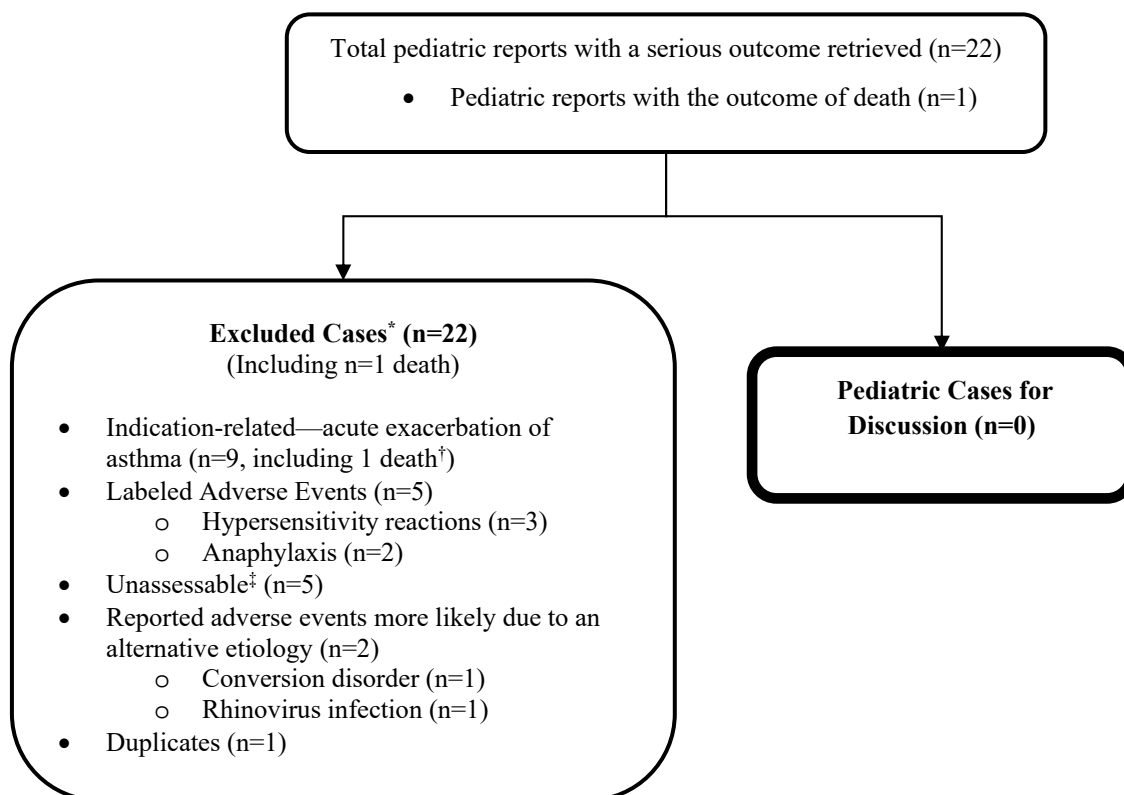 Total pediatric reports with a serious outcome retrieved (n=22)
• Pediatric reports with the outcome of death (n=1)
Excluded Cases* (n=22)
(Including n=1 death)
• Indication-related—acute exacerbation of
asthma (n=9, including 1 death†)
• Labeled Adverse Events (n=5)
o Hypersensitivity reactions (n=3)
o Anaphylaxis (n=2)
• Unassessable‡ (n=5)
• Reported adverse events more likely due to an
alternative etiology (n=2)
o Conversion disorder (n=1)
o Rhinovirus infection (n=1)
• Duplicates (n=1)
Pediatric Cases for
Discussion (n=0)